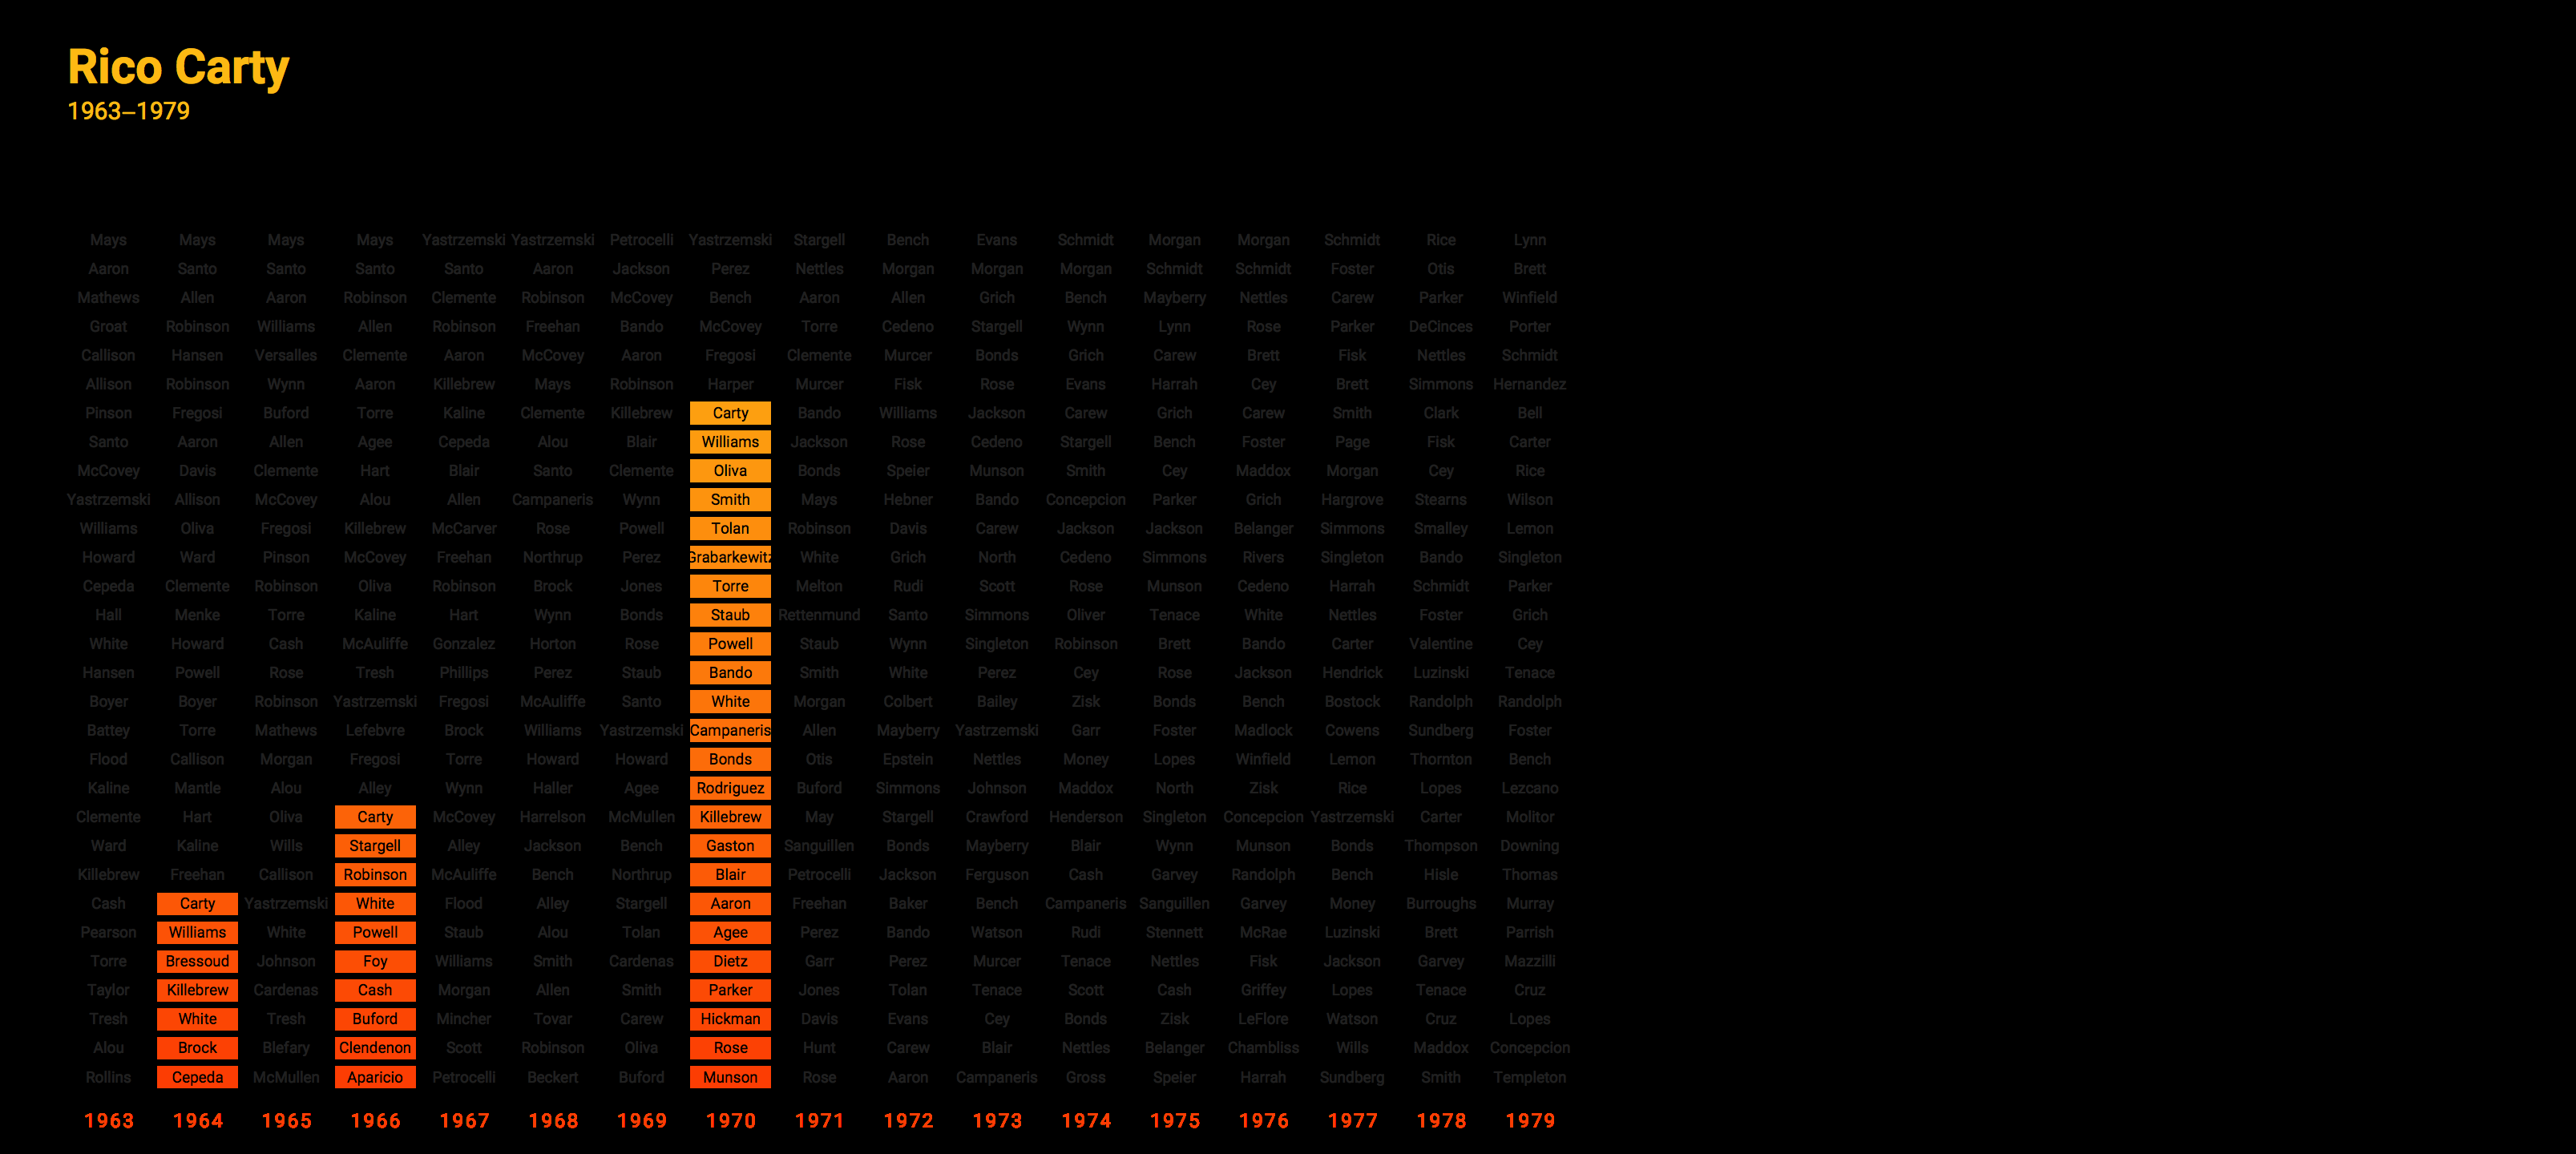 Rico Carty
1963–1979
Mays Mays Mays Mays Yastrzemski Yastrzemski Petrocelli Yastrzemski Stargell Bench Evans Schmidt Morgan Morgan Schmidt Rice Lynn
Aaron Santo Santo Santo Santo Aaron Jackson Perez Nettles Morgan Morgan Morgan Schmidt Schmidt Foster Otis Brett
Mathews Allen Aaron Robinson Clemente Robinson McCovey Bench Aaron Allen Grich Bench Mayberry Nettles Carew Parker Winfield
Groat Robinson Williams Allen Robinson Freehan Bando McCovey Torre Cedeno Stargell Wynn Lynn Rose Parker DeCinces Porter
Callison Hansen Versalles Clemente Aaron McCovey Aaron Fregosi Clemente Murcer Bonds Grich Carew Brett Fisk Nettles Schmidt
Allison Robinson Wynn Aaron Killebrew Mays Robinson Harper Murcer Fisk Rose Evans Harrah Cey Brett Simmons Hernandez
Pinson Fregosi Buford Torre Kaline Clemente Killebrew Carty Bando Williams Jackson Carew Grich Carew Smith Clark Bell
Santo Aaron Allen Agee Cepeda Alou Blair Williams Jackson Rose Cedeno Stargell Bench Foster Page Fisk Carter
McCovey Davis Clemente Hart Blair Santo Clemente Oliva Bonds Speier Munson Smith Cey Maddox Morgan Cey Rice
Yastrzemski Allison McCovey Alou Allen Campaneris Wynn Smith Mays Hebner Bando Concepcion Parker Grich Hargrove Stearns Wilson
Williams Oliva Fregosi Killebrew McCarver Rose Powell Tolan Robinson Davis Carew Jackson Jackson Belanger Simmons Smalley Lemon
Howard Ward Pinson McCovey Freehan Northrup Perez Grabarkewitz White Grich North Cedeno Simmons Rivers Singleton Bando Singleton
Cepeda Clemente Robinson Oliva Robinson Brock Jones Torre Melton Rudi Scott Rose Munson Cedeno Harrah Schmidt Parker
Hall Menke Torre Kaline Hart Wynn Bonds Staub Rettenmund Santo Simmons Oliver Tenace White Nettles Foster Grich
White Howard Cash McAuliffe Gonzalez Horton Rose Powell Staub Wynn Singleton Robinson Brett Bando Carter Valentine Cey
Hansen Powell Rose Tresh Phillips Perez Staub Bando Smith White Perez Cey Rose Jackson Hendrick Luzinski Tenace
Boyer Boyer Robinson Yastrzemski Fregosi McAuliffe Santo White Morgan Colbert Bailey Zisk Bonds Bench Bostock Randolph Randolph
Battey Torre Mathews Lefebvre Brock Williams Yastrzemski Campaneris Allen Mayberry Yastrzemski Garr Foster Madlock Cowens Sundberg Foster
Flood Callison Morgan Fregosi Torre Howard Howard Bonds Otis Epstein Nettles Money Lopes Winfield Lemon Thornton Bench
Kaline Mantle Alou Alley Wynn Haller Agee Rodriguez Buford Simmons Johnson Maddox North Zisk Rice Lopes Lezcano
Clemente Hart Oliva Carty McCovey Harrelson McMullen Killebrew May Stargell Crawford Henderson Singleton Concepcion Yastrzemski Carter Molitor
Ward Kaline Wills Stargell Alley Jackson Bench Gaston Sanguillen Bonds Mayberry Blair Wynn Munson Bonds Thompson Downing
Killebrew Freehan Callison Robinson McAuliffe Bench Northrup Blair Petrocelli Jackson Ferguson Cash Garvey Randolph Bench Hisle Thomas
Cash Carty Yastrzemski White Flood Alley Stargell Aaron Freehan Baker Bench Campaneris Sanguillen Garvey Money Burroughs Murray
Pearson Williams White Powell Staub Alou Tolan Agee Perez Bando Watson Rudi Stennett McRae Luzinski Brett Parrish
Torre Bressoud Johnson Foy Williams Smith Cardenas Dietz Garr Perez Murcer Tenace Nettles Fisk Jackson Garvey Mazzilli
Taylor Killebrew Cardenas Cash Morgan Allen Smith Parker Jones Tolan Tenace Scott Cash Griffey Lopes Tenace Cruz
Tresh White Tresh Buford Mincher Tovar Carew Hickman Davis Evans Cey Bonds Zisk LeFlore Watson Cruz Lopes
Alou Brock Blefary Clendenon Scott Robinson Oliva Rose Hunt Carew Blair Nettles Belanger Chambliss Wills Maddox Concepcion
Rollins Cepeda McMullen Aparicio Petrocelli Beckert Buford Munson Rose Aaron Campaneris Gross Speier Harrah Sundberg Smith Templeton
1963 1964 1965 1966 1967 1968 1969 1970 1971 1972 1973 1974 1975 1976 1977 1978 1979